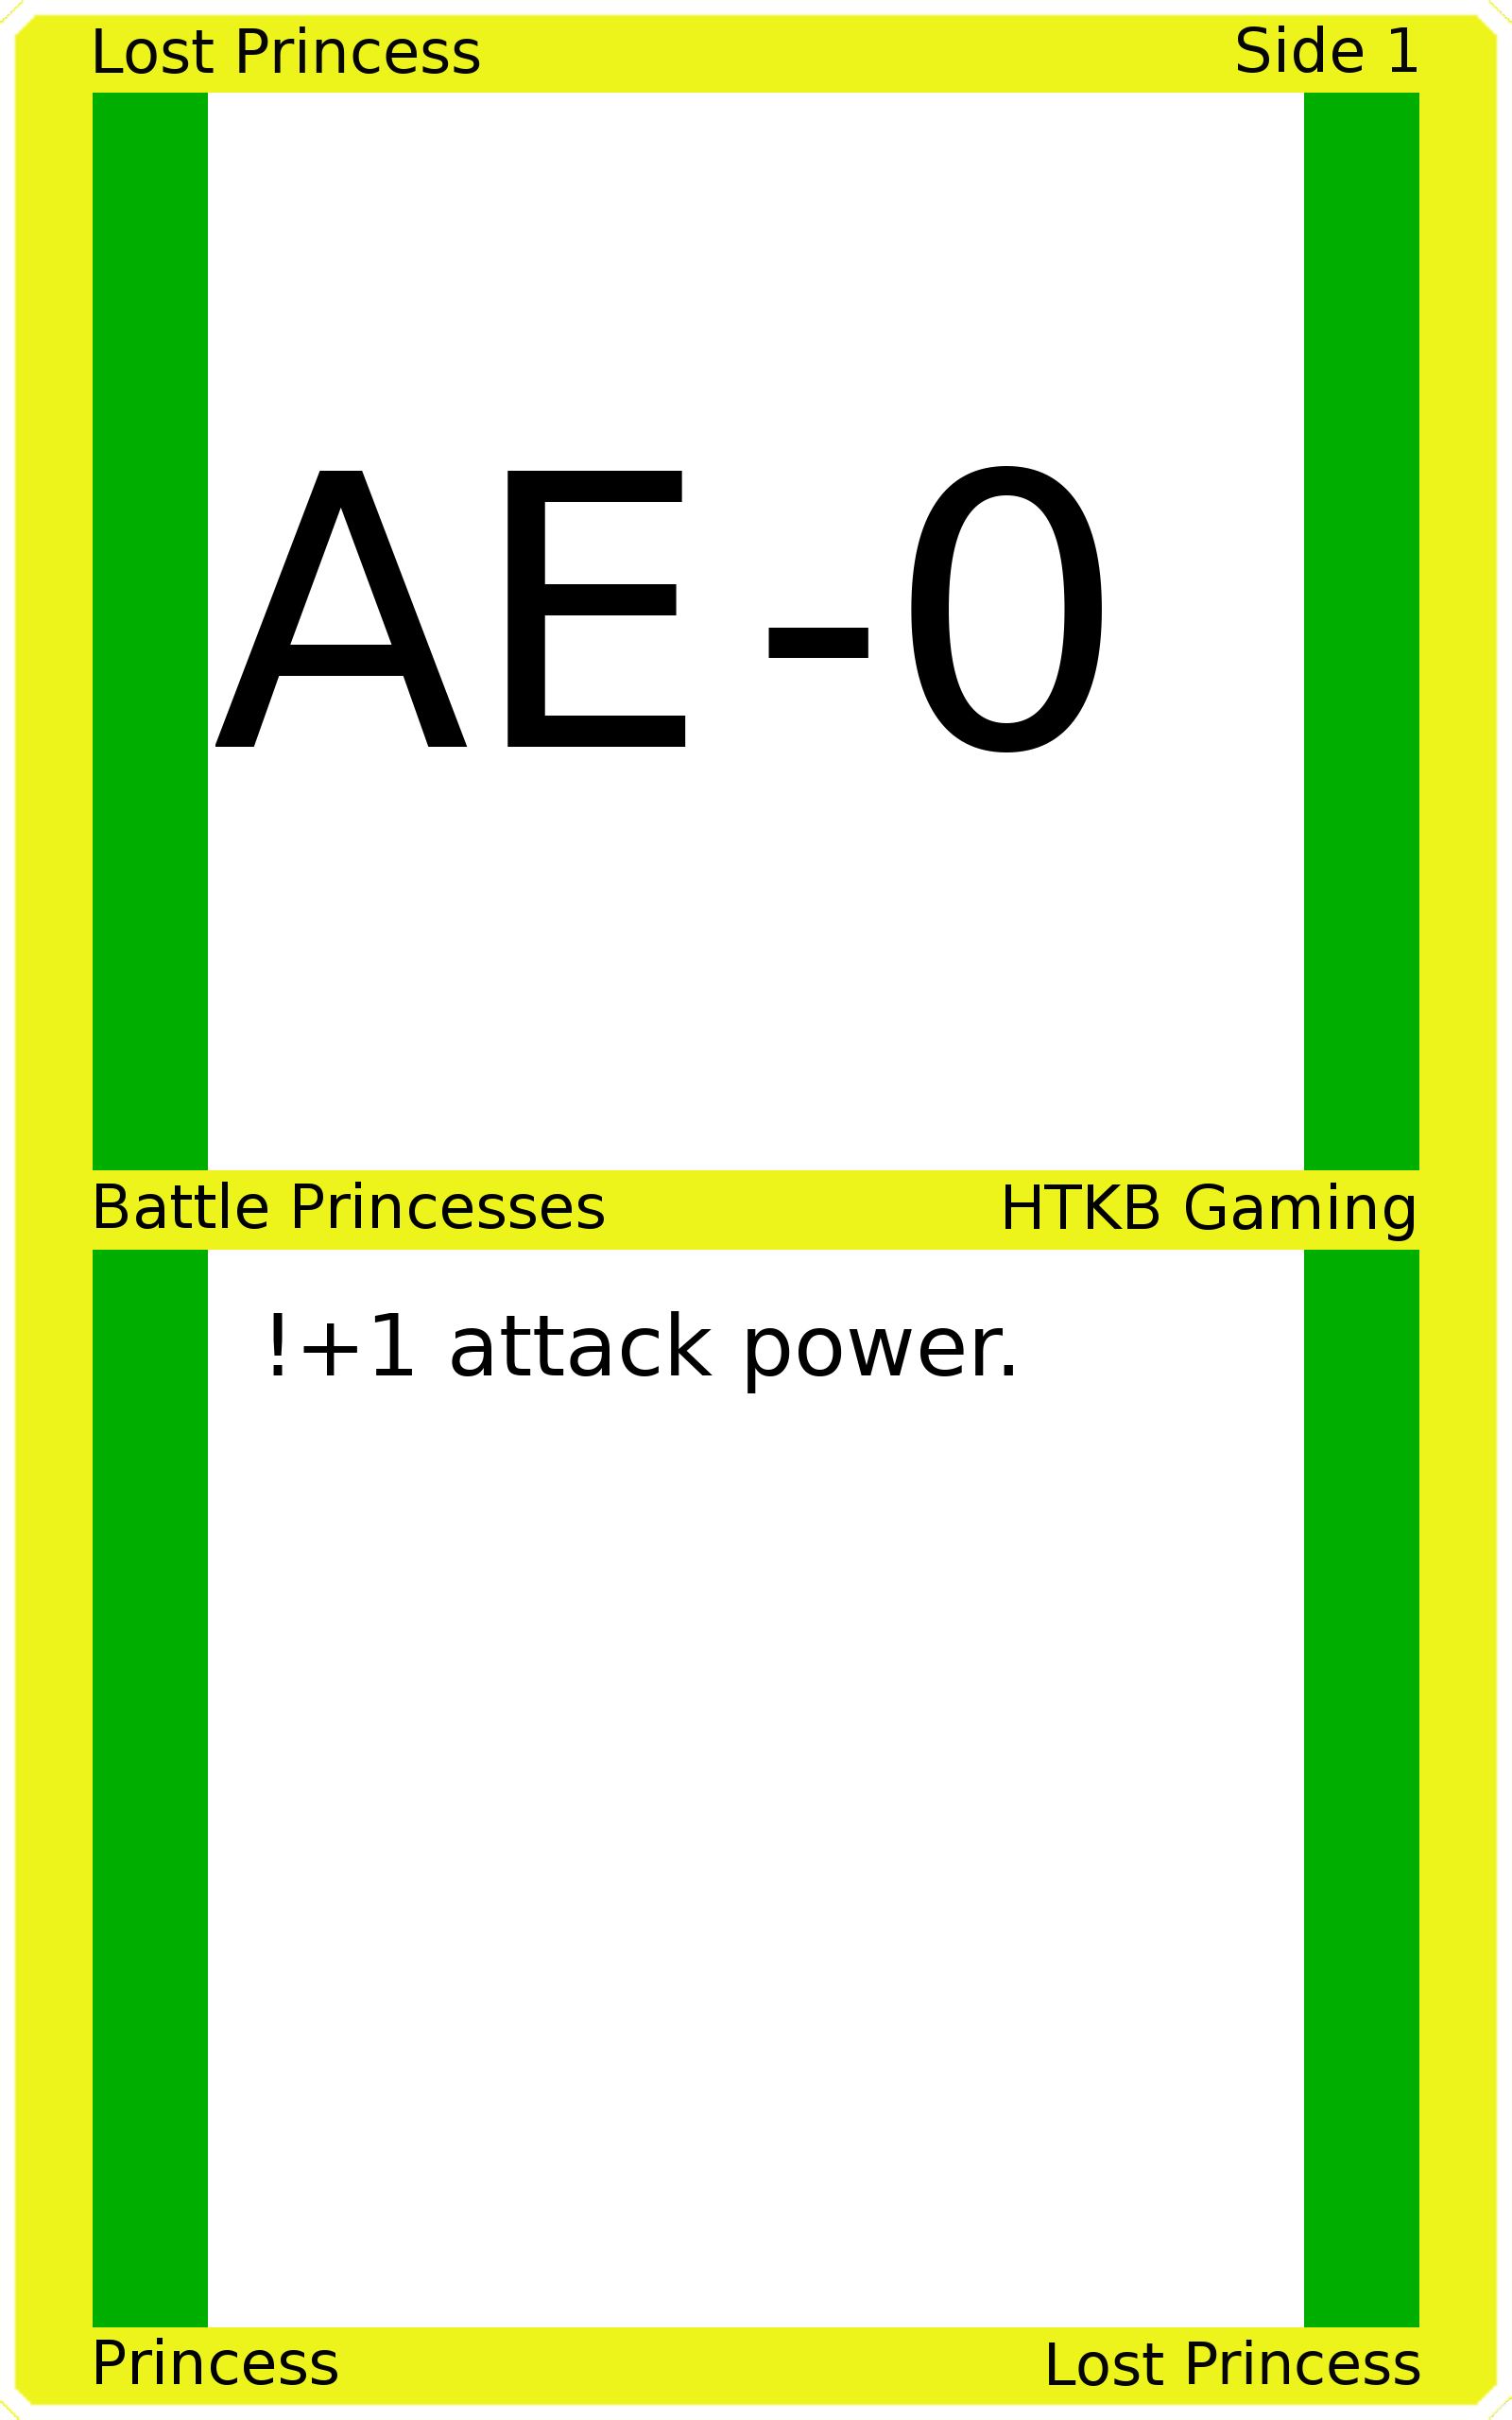 Lost Princess Side 1
AE-0
Battle Princesses HTKB Gaming
!+1 attack power.
Princess Lost Princess